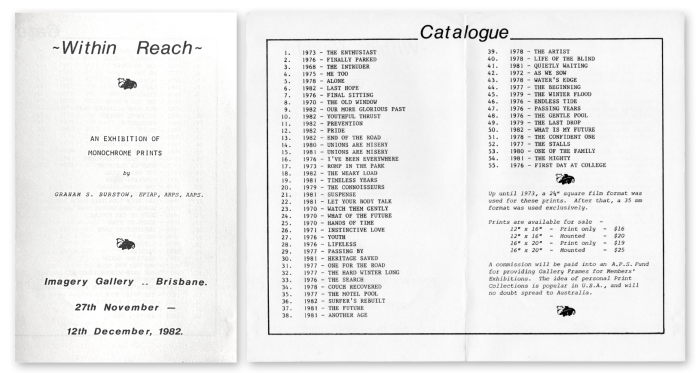 ~Within Reach~
AN EXHIBITION OF
MONOCHROME PRINTS
by
GRAHAM S. BURSTOW, EFIAP, ARPS, AAPS.
Imagery Gallery .. Brisbane.
27th November —
12th December, 1982.
Catalogue
1. 1973 - THE ENTHUSIAST
2. 1976 - FINALLY PARKED
3. 1968 - THE INTRUDER
4. 1975 - ME TOO
5. 1978 - ALONE
6. 1982 - LAST HOPE
7. 1976 - FINAL SITTING
8. 1970 - THE OLD WINDOW
9. 1982 - OUR MORE GLORIOUS PAST
10. 1982 - YOUTHFUL THRUST
11. 1982 - PREVENTION
12. 1982 - PRIDE
13. 1982 - END OF THE ROAD
14. 1980 - UNIONS ARE MISERY
15. 1981 - UNIONS ARE MISERY
16. 1976 - I'VE BEEN EVERYWHERE
17. 1973 - ROMP IN THE PARK
18. 1982 - THE WEARY LOAD
19. 1981 - TIMELESS YEARS
20. 1979 - THE CONNOISEURS
21. 1981 - SUSPENSE
22. 1981 - LET YOUR BODY TALK
23. 1970 - WATCH THEM GENTLY
24. 1970 - WHAT OF THE FUTURE
25. 1970 - HANDS OF TIME
26. 1971 - INSTINCTIVE LOVE
27. 1976 - YOUTH
28. 1976 - LIFELESS
29. 1977 - PASSING BY
30. 1981 - HERITAGE SAVED
31. 1977 - ONE FOR THE ROAD
32. 1977 - THE HARD WINTER LONG
33. 1976 - THE SEARCH
34. 1978 - COUCH RECOVERED
35. 1977 - THE MOTEL POOL
36. 1982 - SURFER'S REBUILT
37. 1981 - THE FUTURE
38. 1981 - ANOTHER AGE
39. 1978 - THE ARTIST
40. 1978 - LIFE OF THE BLIND
41. 1981 - QUIETLY WAITING
42. 1972 - AS WE SOW
43. 1978 - WATER'S EDGE
44. 1977 - THE BEGINNING
45. 1979 - THE WINTER FLOOD
46. 1976 - ENDLESS TIDE
47. 1976 - PASSING YEARS
48. 1976 - THE GENTLE POOL
49. 1979 - THE LAST DROP
50. 1982 - WHAT IS MY FUTURE
51. 1978 - THE CONFIDENT ONE
52. 1977 - THE STALLS
53. 1980 - ONE OF THE FAMILY
54. 1981 - THE MIGHTY
55. 1976 - FIRST DAY AT COLLEGE
Up until 1973, a 2¼" square film format was
used for these prints. After that, a 35 mm
format was used exclusively.
Prints are available for sale -
12" x 16" - Print only - $16
12" x 16" - Mounted - $20
16" x 20" - Print only - $19
16" x 20" - Mounted - $25
A commission will be paid into an A.P.S. Fund
for providing Gallery Frames for Members'
Exhibitions. The idea of personal Print
Collections is popular in U.S.A., and will
no doubt spread to Australia.